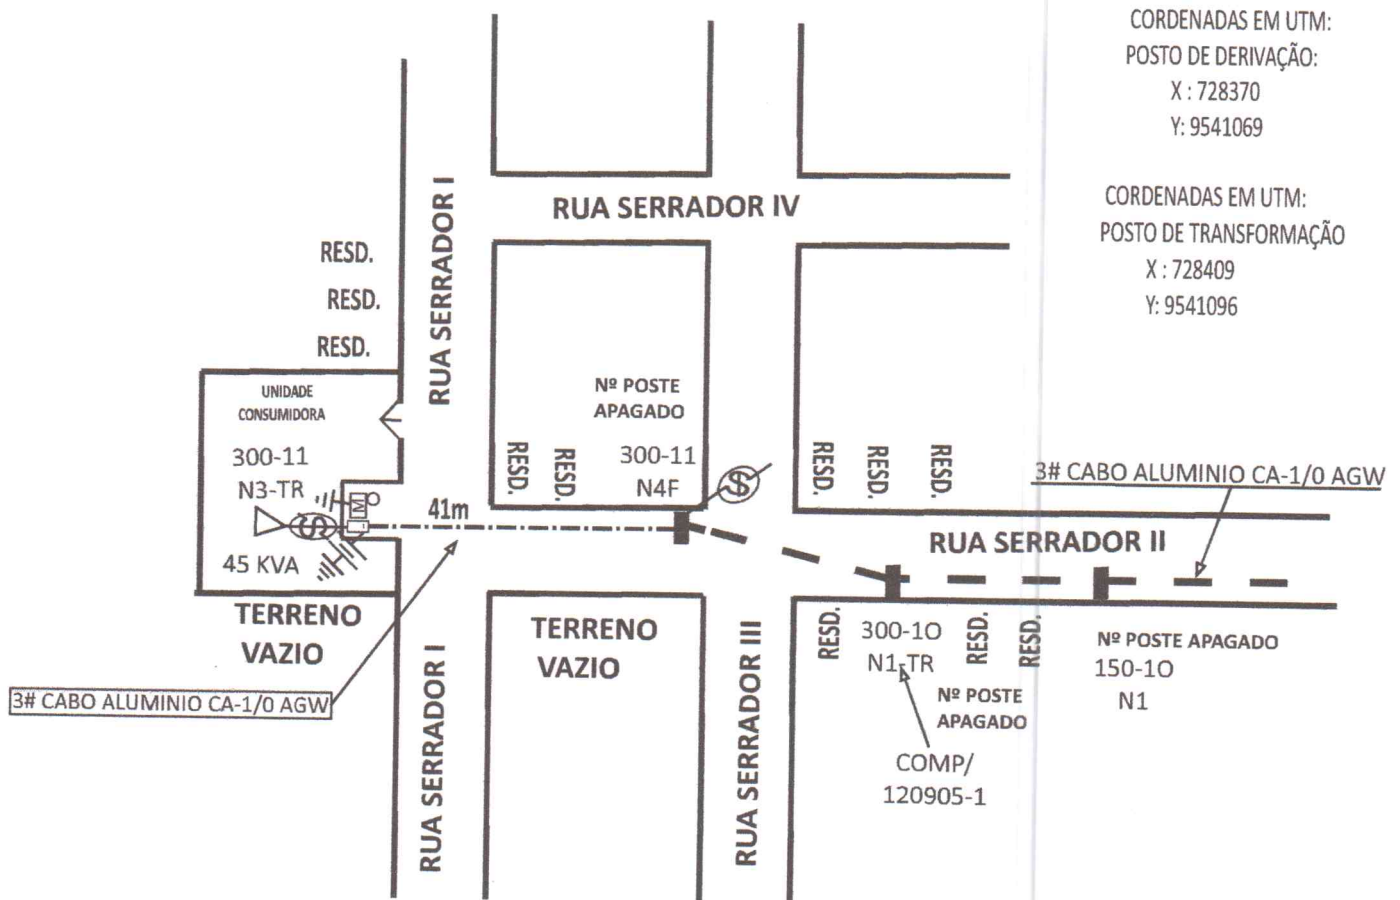 CORDENADAS EM UTM:
POSTO DE DERIVAÇÃO:
X : 728370
Y: 9541069
CORDENADAS EM UTM:
POSTO DE TRANSFORMAÇÃO
X : 728409
Y: 9541096
RUA SERRADOR IV
RUA SERRADOR I
RESD.
RESD.
RESD.
UNIDADE
CONSUMIDORA
300-11
N3-TR
M
45 KVA
41m
Nº POSTE
APAGADO
300-11
N4F
RESD.
RESD.
RESD.
RESD.
RESD.
3# CABO ALUMINIO CA-1/0 AGW
RUA SERRADOR II
TERRENO
VAZIO
TERRENO
VAZIO
3# CABO ALUMINIO CA-1/0 AGW
RUA SERRADOR I
RUA SERRADOR III
RESD.
300-1O
N1-TR
RESD.
RESD.
Nº POSTE
APAGADO
COMP/
120905-1
Nº POSTE APAGADO
150-1O
N1